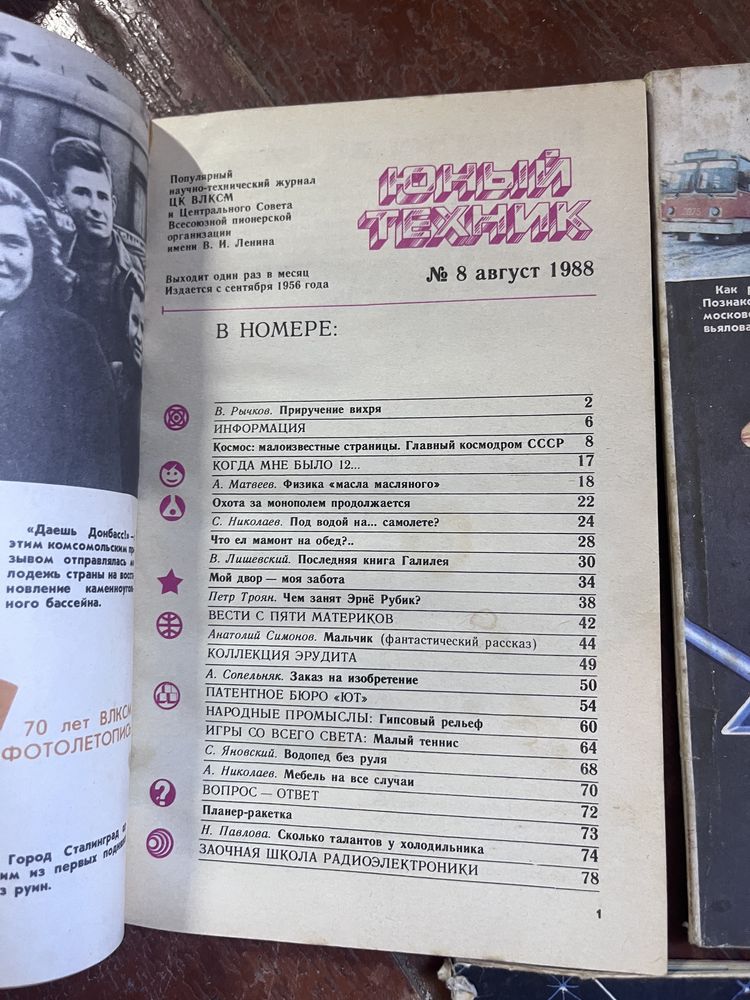 Популярный
научно-технический журнал
ЦК ВЛКСМ
и Центрального Совета
Всесоюзной пионерской
организации
имени В. И. Ленина
ЮНЫЙ
ТЕХНИК
Выходит один раз в месяц
Издается с сентября 1956 года
№ 8 август 1988
В НОМЕРЕ:
В. Рычков. Приручение вихря 2
ИНФОРМАЦИЯ 6
Космос: малоизвестные страницы. Главный космодром СССР 8
КОГДА МНЕ БЫЛО 12... 17
А. Матвеев. Физика «масла масляного» 18
Охота за монополем продолжается 22
С. Николаев. Под водой на... самолете? 24
Что ел мамонт на обед?.. 28
В. Лишевский. Последняя книга Галилея 30
Мой двор — моя забота 34
Петр Троян. Чем занят Эрнё Рубик? 38
ВЕСТИ С ПЯТИ МАТЕРИКОВ 42
Анатолий Симонов. Мальчик (фантастический рассказ) 44
КОЛЛЕКЦИЯ ЭРУДИТА 49
А. Сопельняк. Заказ на изобретение 50
ПАТЕНТНОЕ БЮРО «ЮТ» 54
НАРОДНЫЕ ПРОМЫСЛЫ: Гипсовый рельеф 60
ИГРЫ СО ВСЕГО СВЕТА: Малый теннис 64
С. Яновский. Водопед без руля 68
А. Николаев. Мебель на все случаи 70
ВОПРОС — ОТВЕТ 72
Планер-ракетка 73
Н. Павлова. Сколько талантов у холодильника 74
ЗАОЧНАЯ ШКОЛА РАДИОЭЛЕКТРОНИКИ 78
1
«Даешь Донбасс!» —
этим комсомольским
зывом отправлялась
лодежь страны на
новление
ного бассейна.
70 лет ВЛКСМ
ФОТОЛЕТОПИСЬ
Город Сталинград
им из первых
з руин.
Как